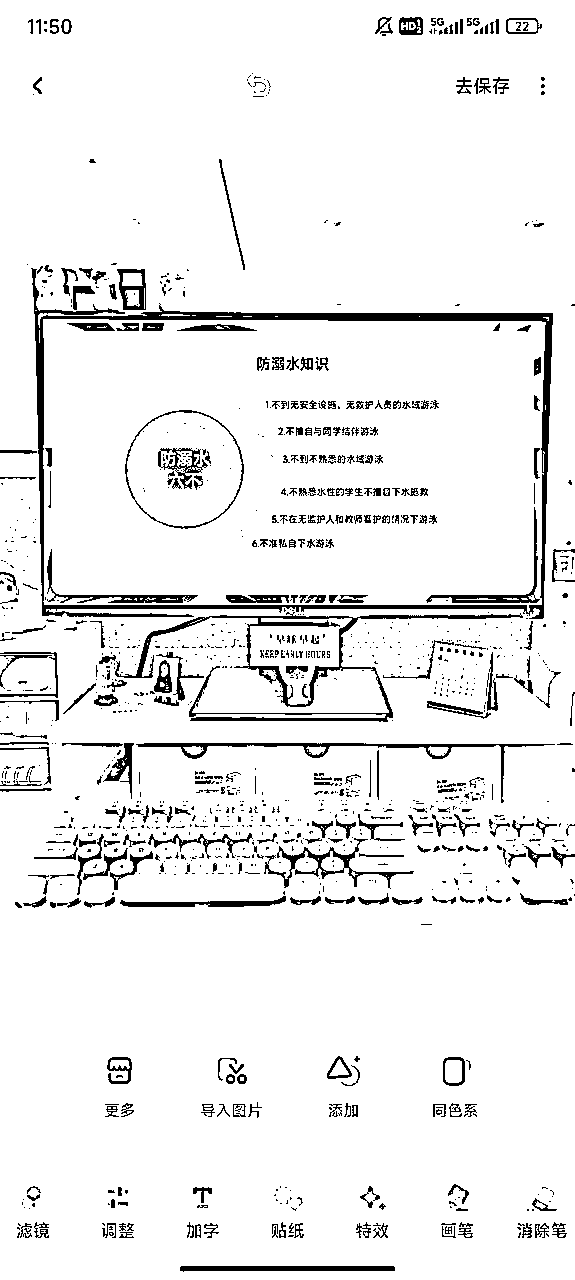 11:50
HD
5G
5G
22
去保存
防溺水知识
1.不到无安全设施、无救护人员的水域游泳
2.不擅自与同学结伴游泳
3.不到不熟悉的水域游泳
防溺水
六不
4.不熟悉水性的学生不擅自下水施救
5.不在无监护人和教师看护的情况下游泳
6.不准私自下水游泳
DELL
早睡早起
KEEP EARLY HOURS
更多
导入图片
添加
同色系
滤镜
调整
加字
贴纸
特效
画笔
消除笔